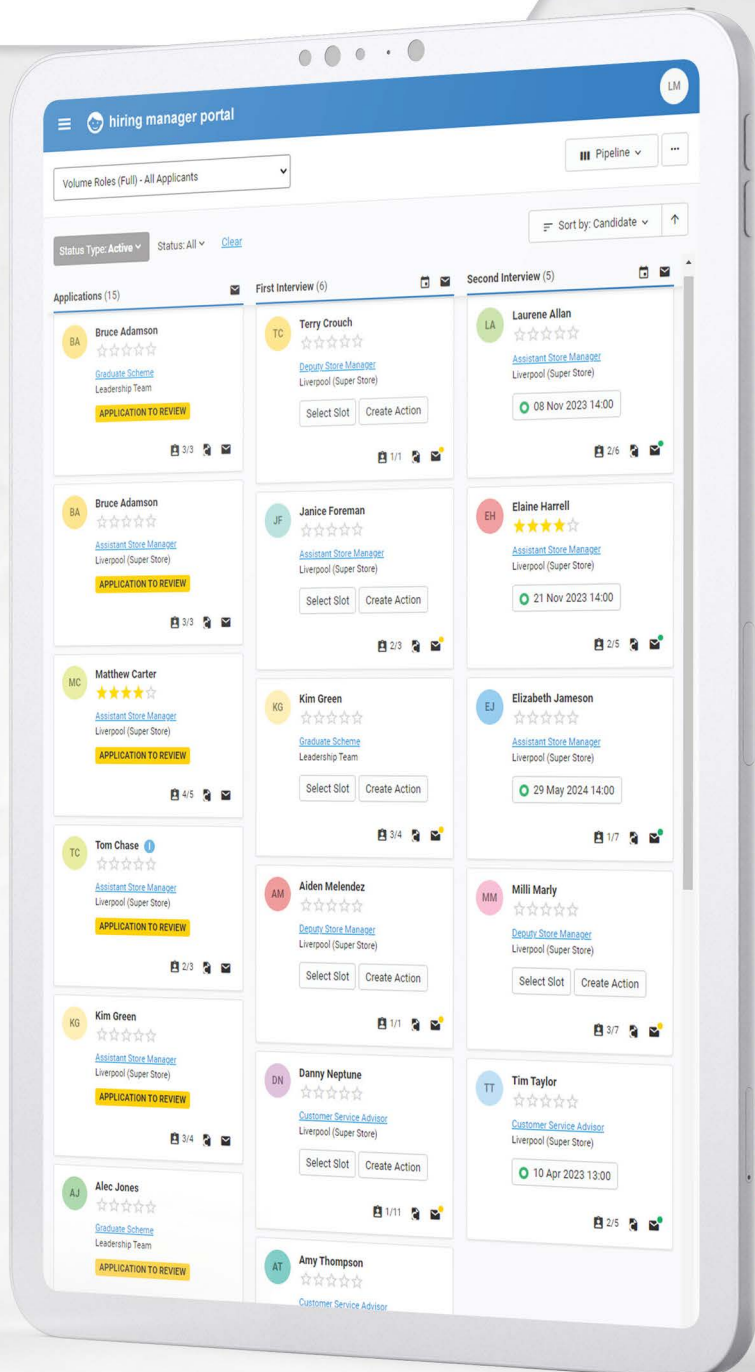 hiring manager portal
LM
Volume Roles (Full) - All Applicants
Pipeline
Status Type: Active
Status: All
Clear
Sort by: Candidate
Applications (15)
BA
Bruce Adamson
Graduate Scheme
Leadership Team
APPLICATION TO REVIEW
3/3
BA
Bruce Adamson
Assistant Store Manager
Liverpool (Super Store)
APPLICATION TO REVIEW
3/3
MC
Matthew Carter
Assistant Store Manager
Liverpool (Super Store)
APPLICATION TO REVIEW
4/5
TC
Tom Chase
Assistant Store Manager
Liverpool (Super Store)
APPLICATION TO REVIEW
2/3
KG
Kim Green
Assistant Store Manager
Liverpool (Super Store)
APPLICATION TO REVIEW
3/4
AJ
Alec Jones
Graduate Scheme
Leadership Team
APPLICATION TO REVIEW
First Interview (6)
TC
Terry Crouch
Deputy Store Manager
Liverpool (Super Store)
Select Slot
Create Action
1/1
JF
Janice Foreman
Assistant Store Manager
Liverpool (Super Store)
Select Slot
Create Action
2/3
KG
Kim Green
Graduate Scheme
Leadership Team
Select Slot
Create Action
3/4
AM
Aiden Melendez
Deputy Store Manager
Liverpool (Super Store)
Select Slot
Create Action
1/1
DN
Danny Neptune
Customer Service Advisor
Liverpool (Super Store)
Select Slot
Create Action
1/11
AT
Amy Thompson
Customer Service Advisor
Second Interview (5)
LA
Laurene Allan
Assistant Store Manager
Liverpool (Super Store)
08 Nov 2023 14:00
2/6
EH
Elaine Harrell
Assistant Store Manager
Liverpool (Super Store)
21 Nov 2023 14:00
2/5
EJ
Elizabeth Jameson
Assistant Store Manager
Liverpool (Super Store)
29 May 2024 14:00
1/7
MM
Milli Marly
Deputy Store Manager
Liverpool (Super Store)
Select Slot
Create Action
3/7
TT
Tim Taylor
Customer Service Advisor
Liverpool (Super Store)
10 Apr 2023 13:00
2/5